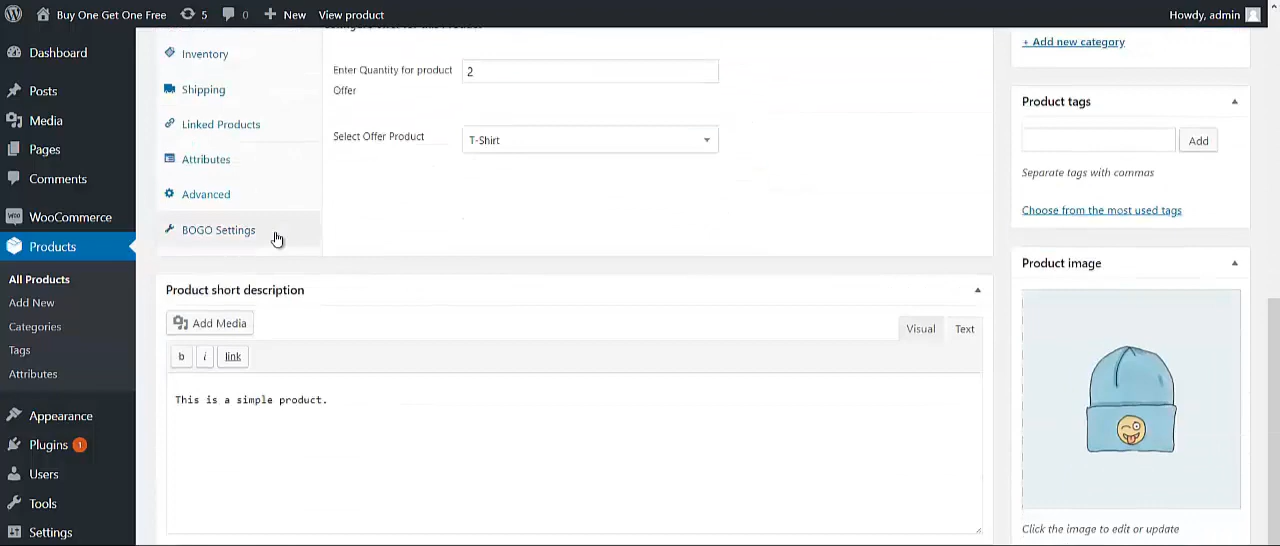 Buy One Get One Free 5 0 New View product Howdy, admin
Dashboard
Posts
Media
Pages
Comments
WooCommerce
Products
All Products
Add New
Categories
Tags
Attributes
Appearance
Plugins 1
Users
Tools
Settings
Inventory
Shipping
Linked Products
Attributes
Advanced
BOGO Settings
Enter Quantity for product
Offer
2
Select Offer Product
T-Shirt
Product short description
Add Media
Visual Text
b i link
This is a simple product.
+ Add new category
Product tags
Add
Separate tags with commas
Choose from the most used tags
Product image
Click the image to edit or update